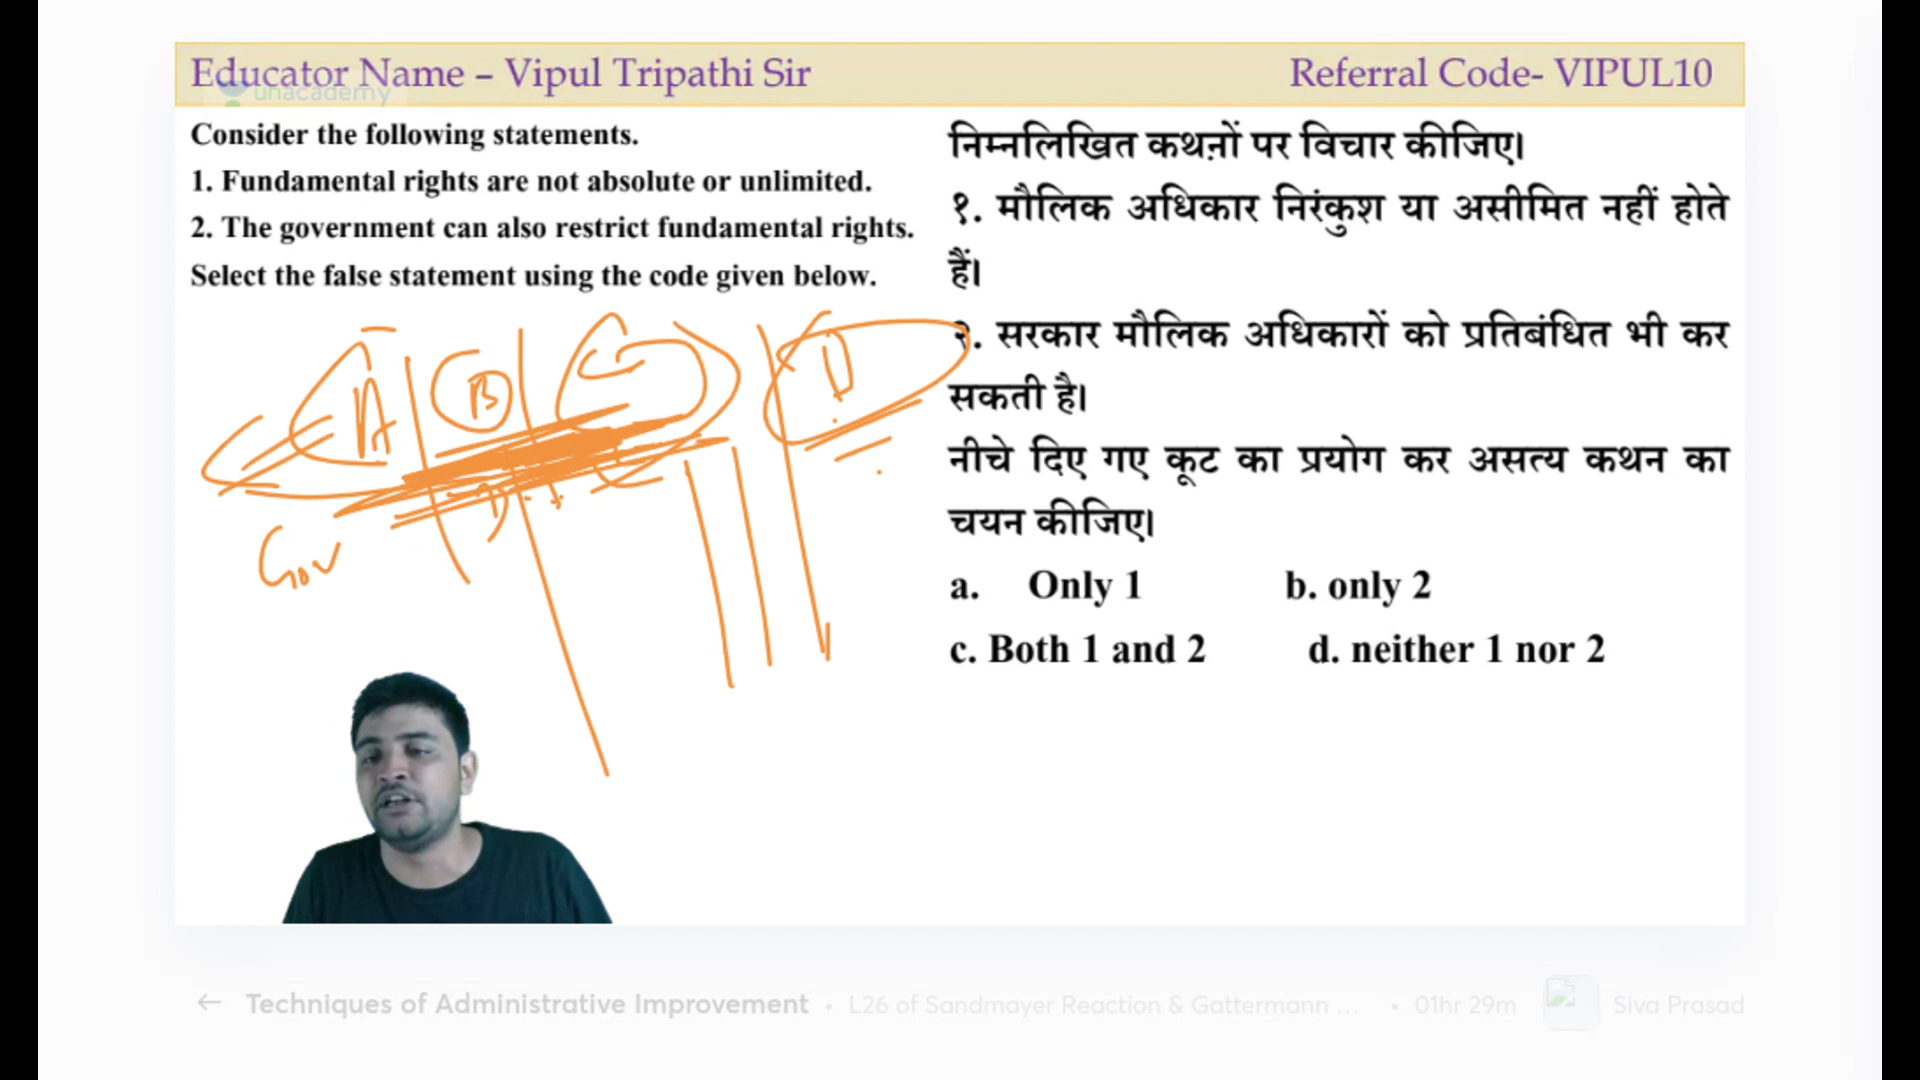 Educator Name – Vipul Tripathi Sir
Referral Code- VIPUL10
unacademy
Consider the following statements.
1. Fundamental rights are not absolute or unlimited.
2. The government can also restrict fundamental rights.
Select the false statement using the code given below.
A B C D
Gov
निम्नलिखित कथऩों पर विचार कीजिए।
१. मौलिक अधिकार निरंकुश या असीमित नहीं होते
हैं।
२. सरकार मौलिक अधिकारों को प्रतिबंधित भी कर
सकती है।
नीचे दिए गए कूट का प्रयोग कर असत्य कथन का
चयन कीजिए।
a. Only 1 b. only 2
c. Both 1 and 2 d. neither 1 nor 2
← Techniques of Administrative Improvement • L26 of Sandmayer Reaction & Gattermann ... • 01hr 29m Siva Prasad